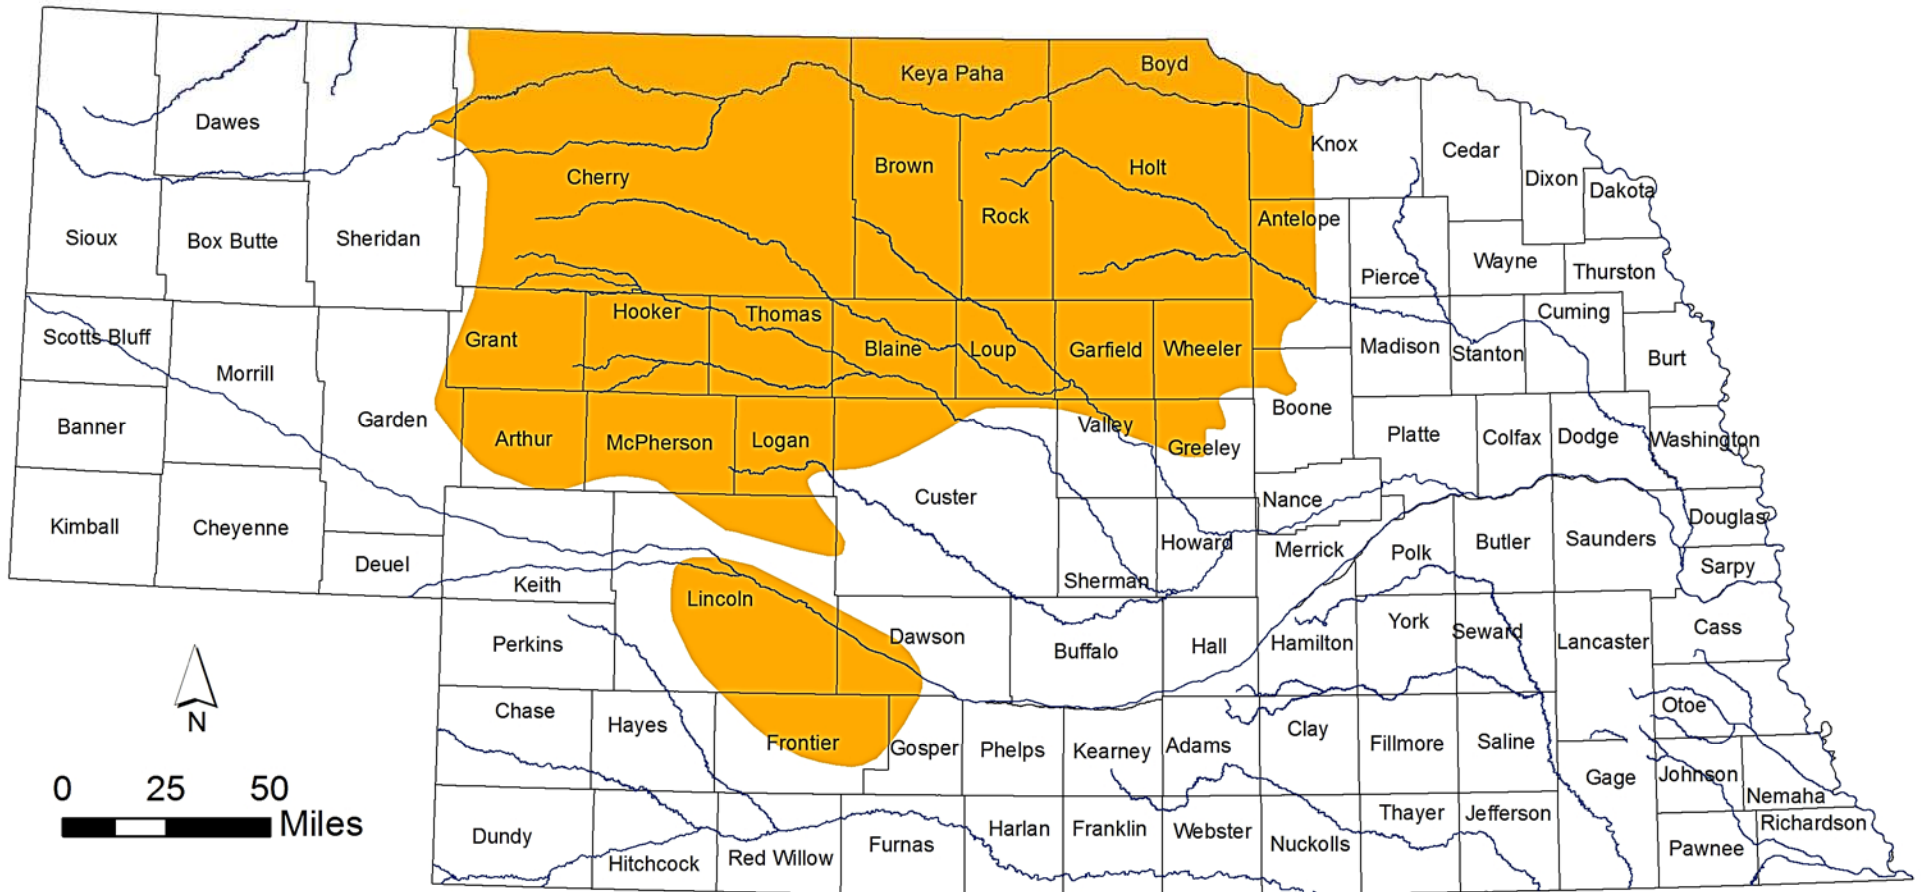 Keya Paha
Boyd
Dawes
Knox
Cedar
Brown
Holt
Cherry
Dixon
Dakota
Rock
Antelope
Sioux
Box Butte
Sheridan
Pierce
Wayne
Thurston
Scotts Bluff
Hooker
Thomas
Cuming
Grant
Blaine
Loup
Garfield
Wheeler
Madison
Stanton
Burt
Morrill
Banner
Garden
Arthur
McPherson
Logan
Valley
Greeley
Boone
Platte
Colfax
Dodge
Washington
Kimball
Cheyenne
Custer
Nance
Douglas
Deuel
Keith
Howard
Merrick
Polk
Butler
Saunders
Sarpy
Sherman
Lincoln
Perkins
Dawson
Buffalo
Hall
Hamilton
York
Seward
Lancaster
Cass
N
Chase
Hayes
Frontier
Gosper
Phelps
Kearney
Adams
Clay
Fillmore
Saline
Otoe
Gage
Johnson
Nemaha
0 25 50
Miles
Dundy
Hitchcock
Red Willow
Furnas
Harlan
Franklin
Webster
Nuckolls
Thayer
Jefferson
Pawnee
Richardson